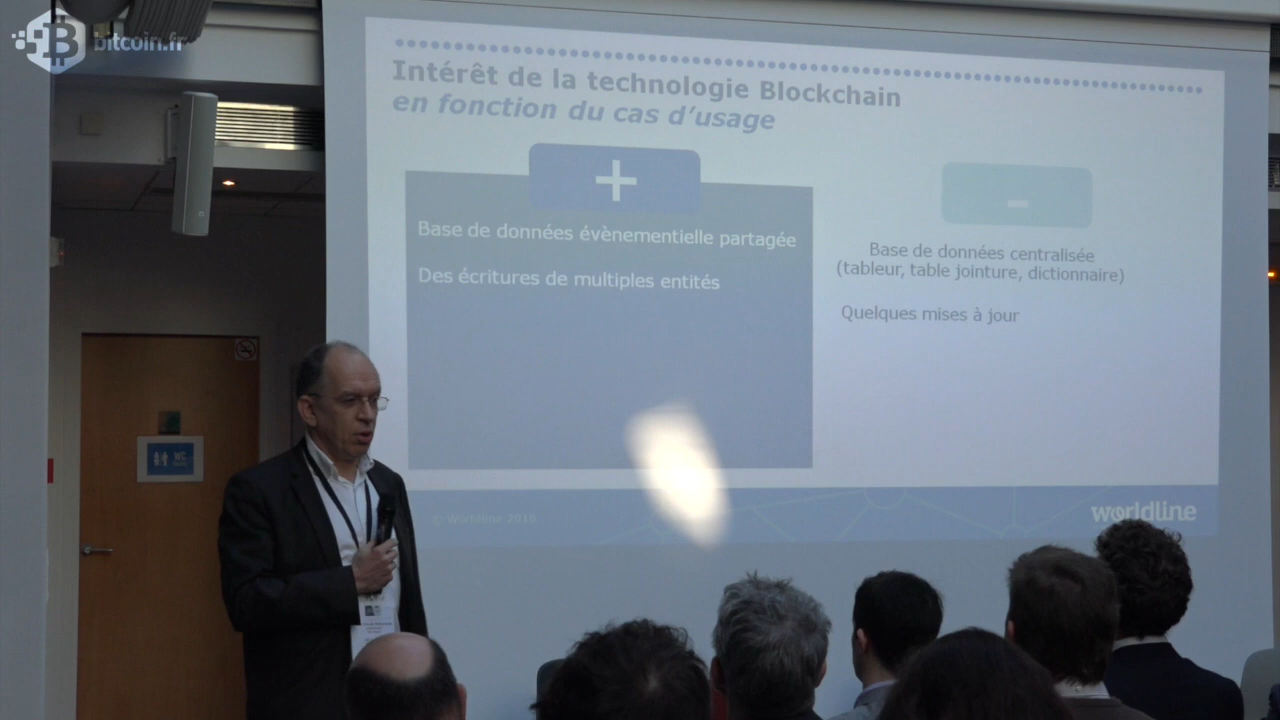 bitcoin.fr
Intérêt de la technologie Blockchain
en fonction du cas d'usage
+
-
Base de données évènementielle partagée
Des écritures de multiples entités
Base de données centralisée
(tableur, table jointure, dictionnaire)
Quelques mises à jour
© Worldline 2016
worldline
WC